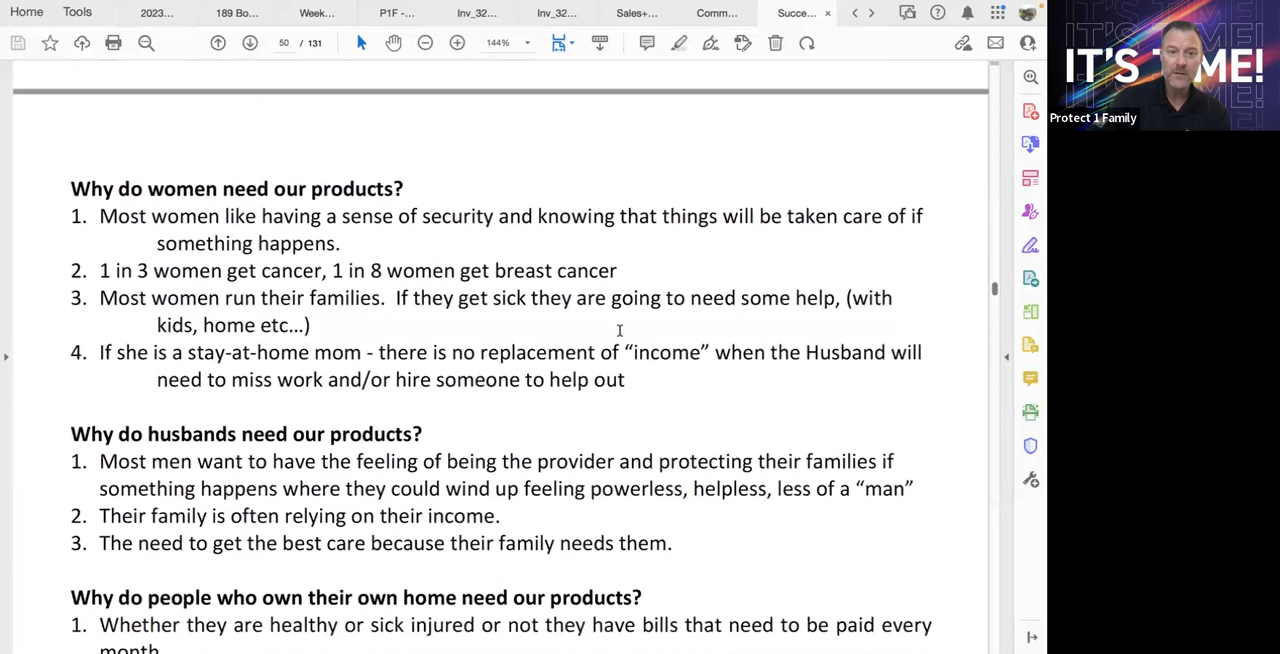 Home Tools 2023... 189 Bo... Week... P1F -... Inv_32... Inv_32... Sales+... Comm... Succe... ×
50 / 131 144%
Why do women need our products?
1. Most women like having a sense of security and knowing that things will be taken care of if
something happens.
2. 1 in 3 women get cancer, 1 in 8 women get breast cancer
3. Most women run their families. If they get sick they are going to need some help, (with
kids, home etc...)
4. If she is a stay-at-home mom - there is no replacement of “income” when the Husband will
need to miss work and/or hire someone to help out
Why do husbands need our products?
1. Most men want to have the feeling of being the provider and protecting their families if
something happens where they could wind up feeling powerless, helpless, less of a “man”
2. Their family is often relying on their income.
3. The need to get the best care because their family needs them.
Why do people who own their own home need our products?
1. Whether they are healthy or sick injured or not they have bills that need to be paid every
month.
IT'S TIME!
Protect 1 Family